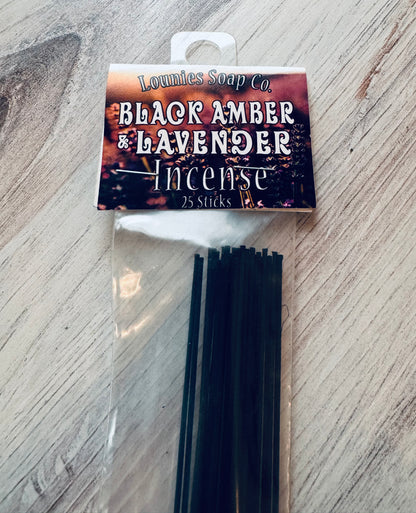 Lounies Soap Co.
BLACK AMBER
& LAVENDER
Incense
25 Sticks